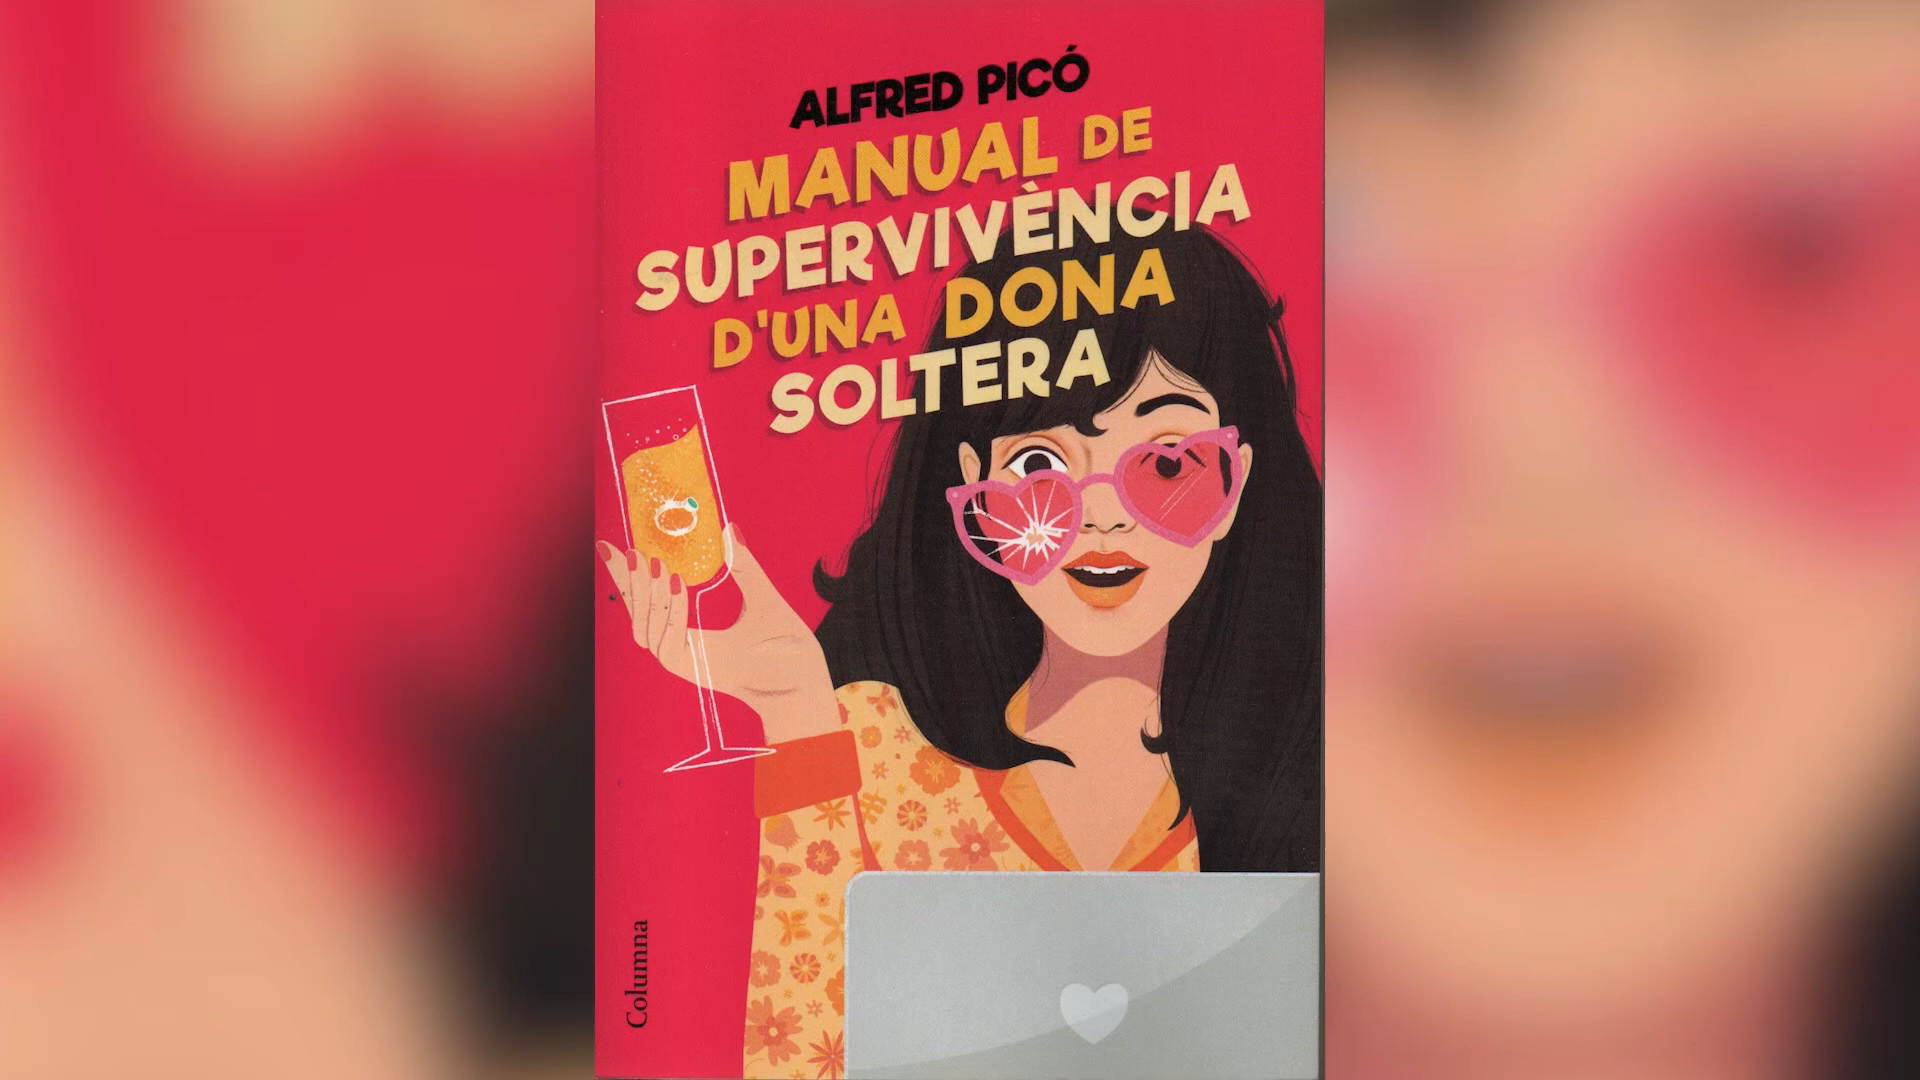 ALFRED PICÓ
MANUAL DE
SUPERVIVÈNCIA
D'UNA DONA
SOLTERA
Columna